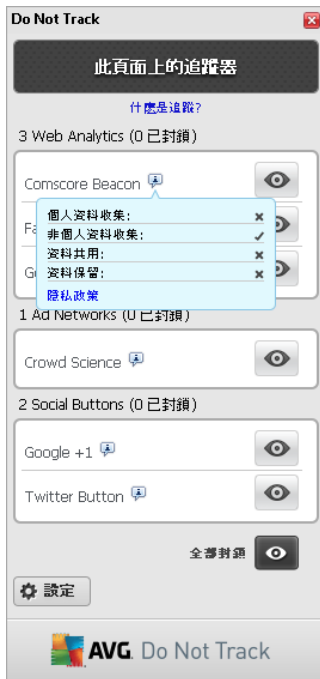 Do Not Track
此頁面上的追蹤器
什麼是追蹤?
3 Web Analytics (0 已封鎖)
Comscore Beacon
Fa
個人資料收集:
非個人資料收集:
資料共用:
資料保留:
隱私政策
1 Ad Networks (0 已封鎖)
Crowd Science
2 Social Buttons (0 已封鎖)
Google +1
Twitter Button
全部封鎖
設定
AVG. Do Not Track